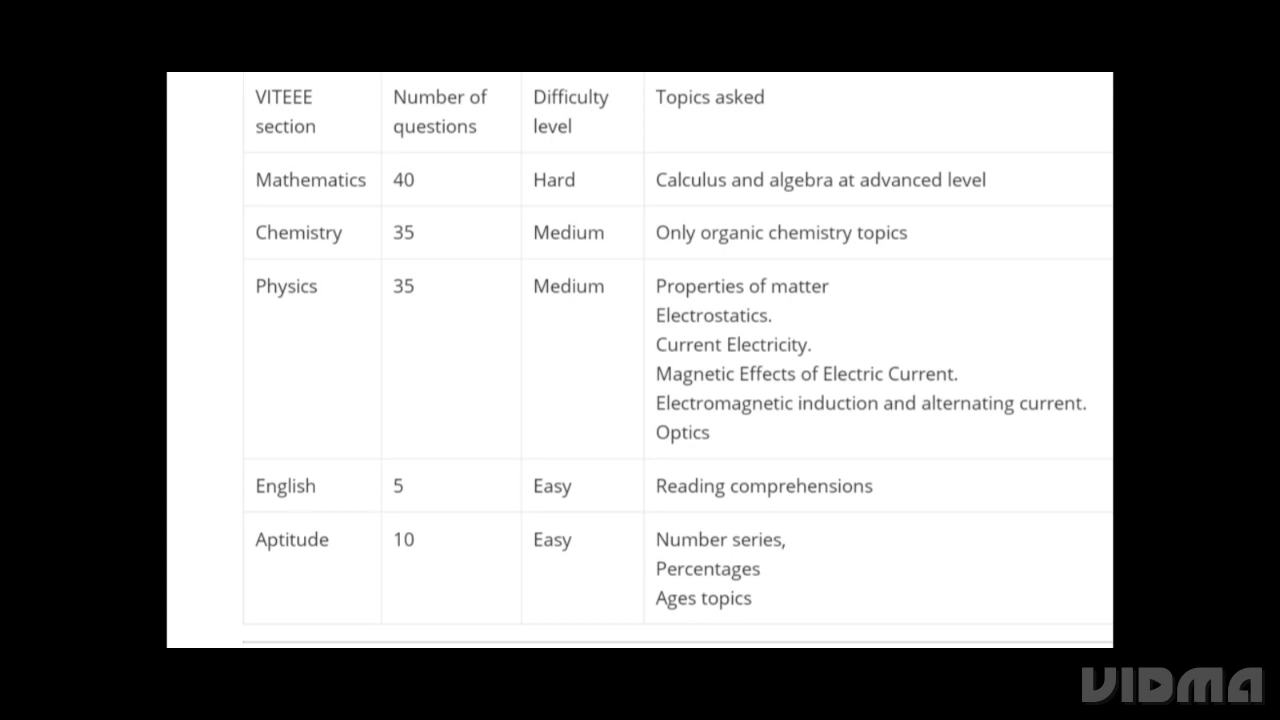 VITEEE section Number of questions Difficulty level Topics asked
Mathematics 40 Hard Calculus and algebra at advanced level
Chemistry 35 Medium Only organic chemistry topics
Physics 35 Medium Properties of matter
Electrostatics.
Current Electricity.
Magnetic Effects of Electric Current.
Electromagnetic induction and alternating current.
Optics
English 5 Easy Reading comprehensions
Aptitude 10 Easy Number series,
Percentages
Ages topics
VIDMA